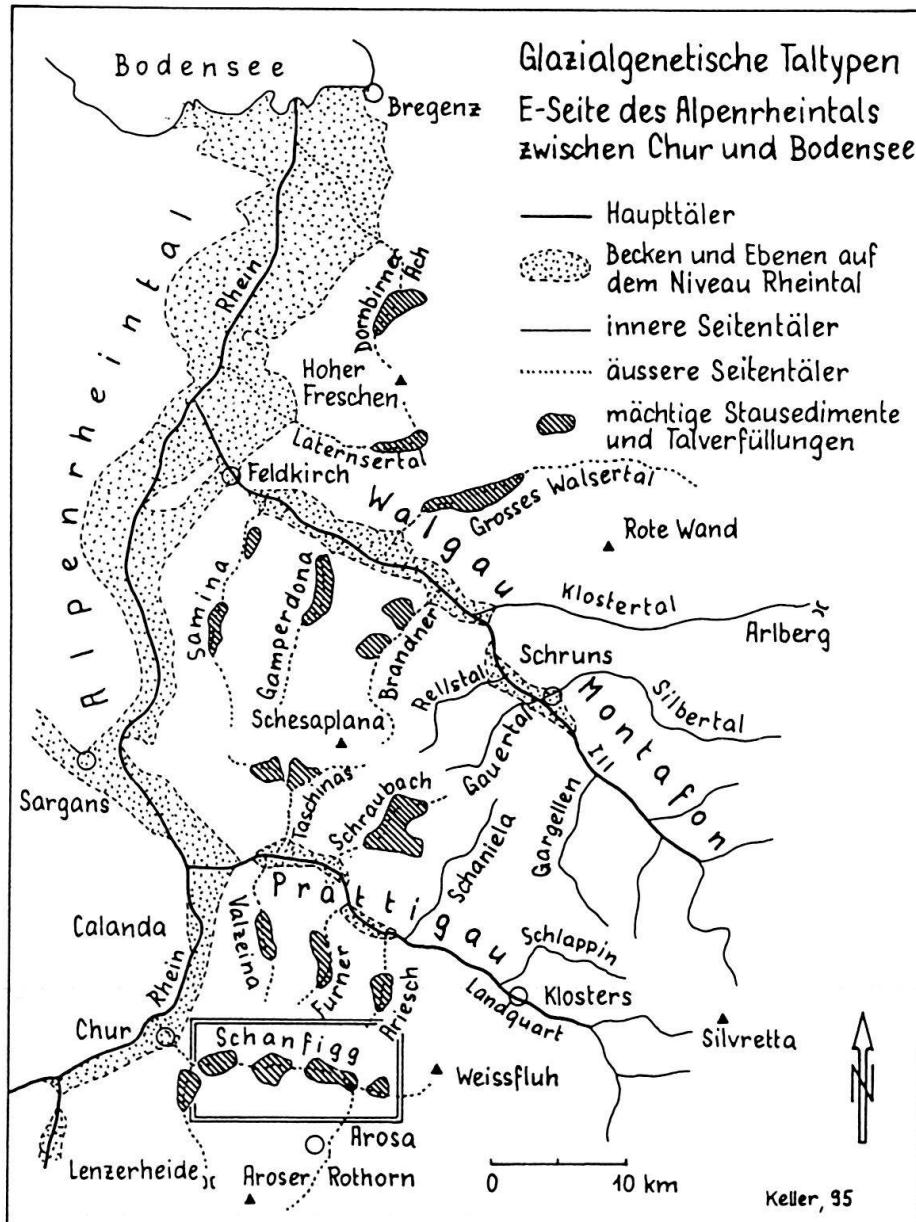 Bodensee
Bregenz
Glazialgenetische Taltypen
E-Seite des Alpenrheintals
zwischen Chur und Bodensee
Haupttäler
Becken und Ebenen auf
dem Niveau Rheintal
innere Seitentäler
äussere Seitentäler
mächtige Stausedimente
und Talverfüllungen
Alpenrheintal
Rhein
Dornbirner
Ach
Hoher
Freschen
Laternsertal
Feldkirch
Walgau
Grosses Walsertal
Rote Wand
Klostertal
Arlberg
Samina
Gamperdona
Brandner
Schruns
Rellstal
Montafon
Silbertal
Schesaplana
Gauertal
Ill
Sargans
Taschinas
Schraubach
Gargellen
Schaniela
Prättigau
Calanda
Valzeina
Furner
Ariesch
Schlappin
Rhein
Landquart
Klosters
Chur
Schanfigg
Silvretta
Weissfluh
N
Arosa
Lenzerheide
Aroser Rothorn
0 10 km
Keller, 95